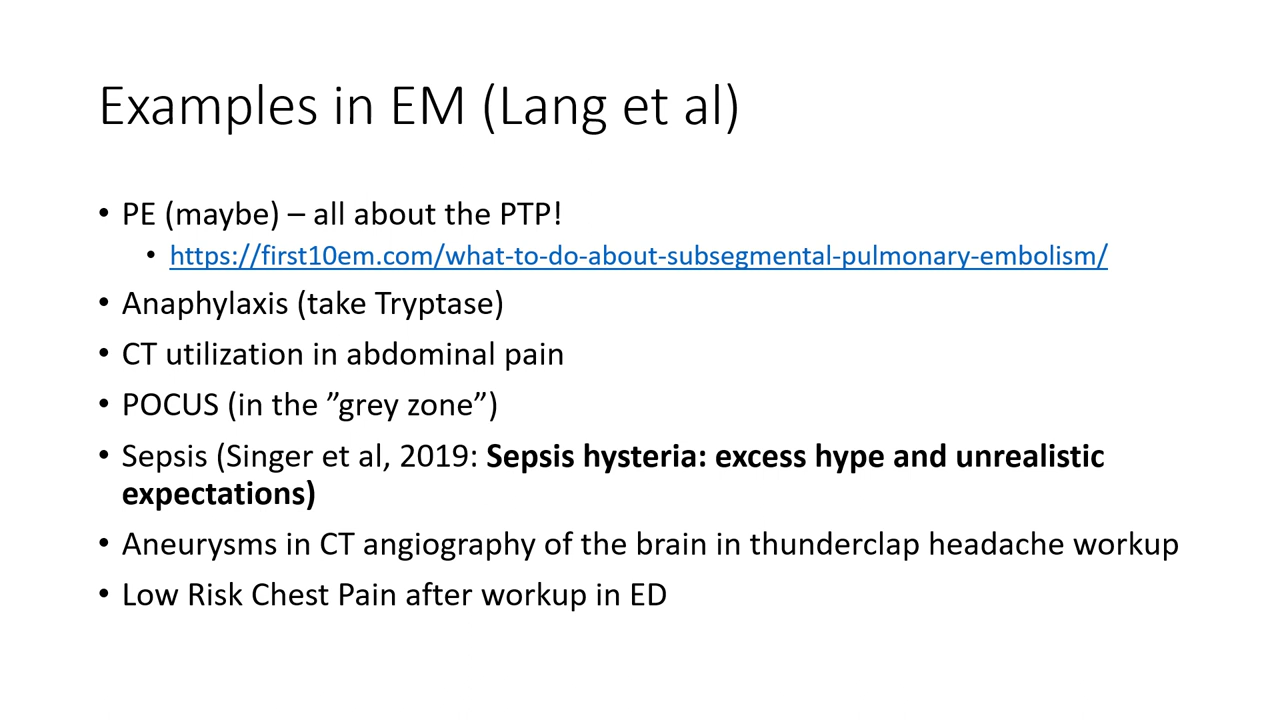 Examples in EM (Lang et al)
• PE (maybe) – all about the PTP!
• https://first10em.com/what-to-do-about-subsegmental-pulmonary-embolism/
• Anaphylaxis (take Tryptase)
• CT utilization in abdominal pain
• POCUS (in the ”grey zone”)
• Sepsis (Singer et al, 2019: Sepsis hysteria: excess hype and unrealistic
expectations)
• Aneurysms in CT angiography of the brain in thunderclap headache workup
• Low Risk Chest Pain after workup in ED